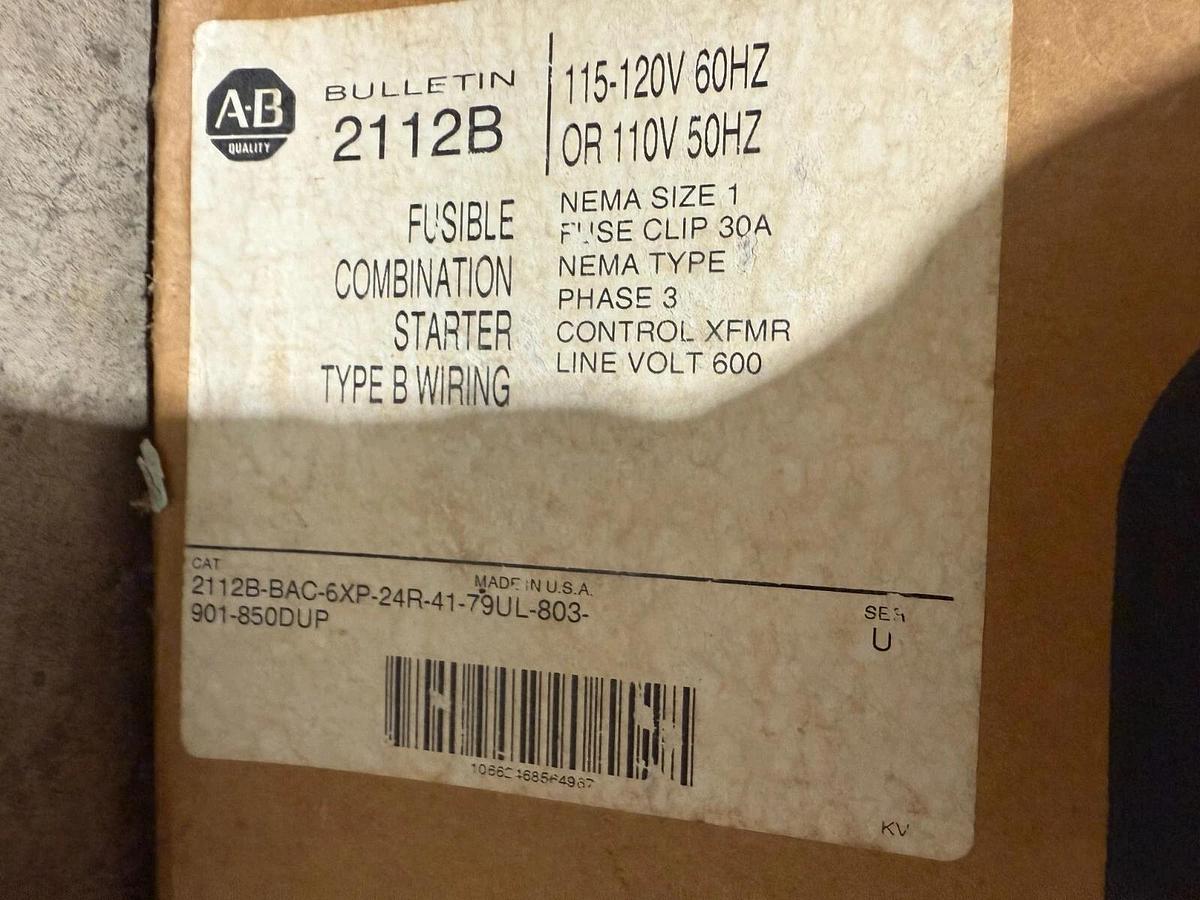 A-B
QUALITY
BULLETIN
2112B
115-120V 60HZ
OR 110V 50HZ
FUSIBLE
COMBINATION
STARTER
TYPE B WIRING
NEMA SIZE 1
FUSE CLIP 30A
NEMA TYPE
PHASE 3
CONTROL XFMR
LINE VOLT 600
CAT
MADE IN U.S.A.
2112B-BAC-6XP-24R-41-79UL-803-
901-850DUP
SER
U
KV